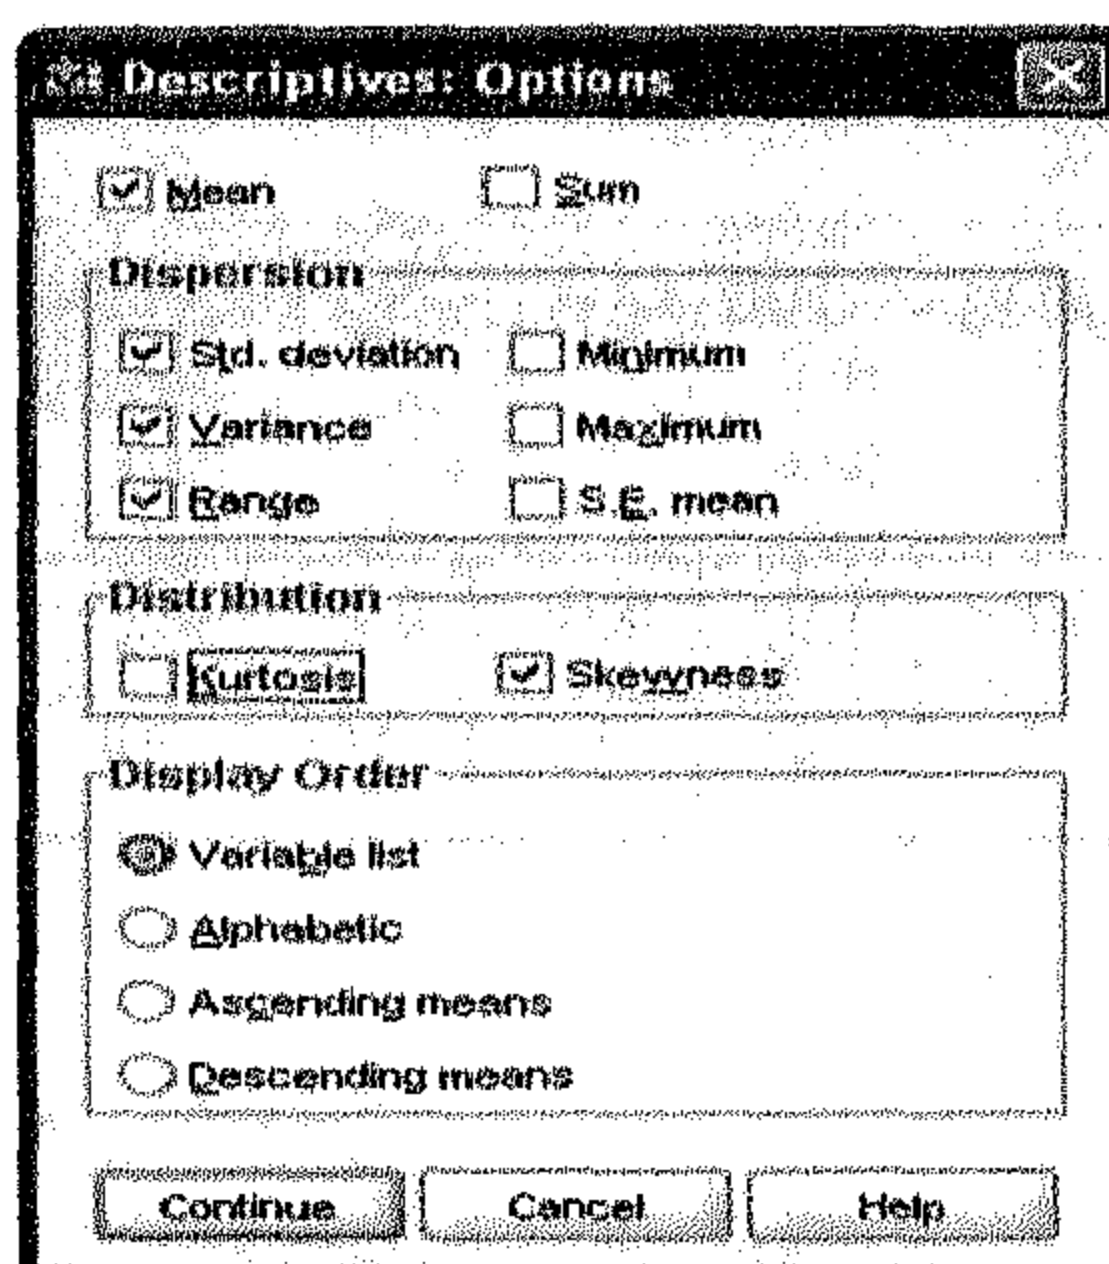 Descriptives: Options
Mean Sum
Dispersion
Std. deviation Minimum
Variance Maximum
Range S.E. mean
Distribution
Kurtosis Skewness
Display Order
Variable list
Alphabetic
Ascending means
Descending means
Continue Cancel Help